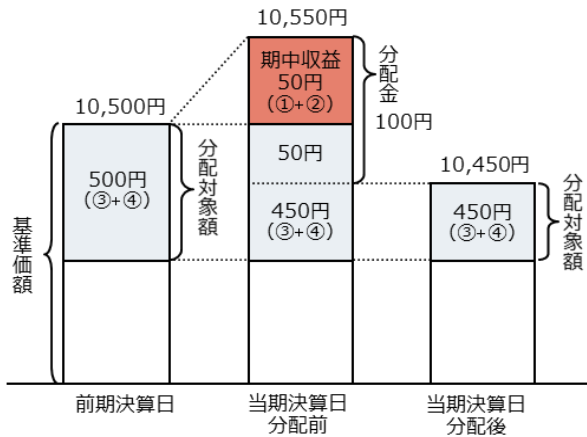 10,550円
期中収益
50円
(①+②)
分配金
100円
10,500円
50円
10,450円
500円
(③+④)
分配対象額
450円
(③+④)
450円
(③+④)
分配対象額
基準価額
前期決算日
当期決算日
分配前
当期決算日
分配後